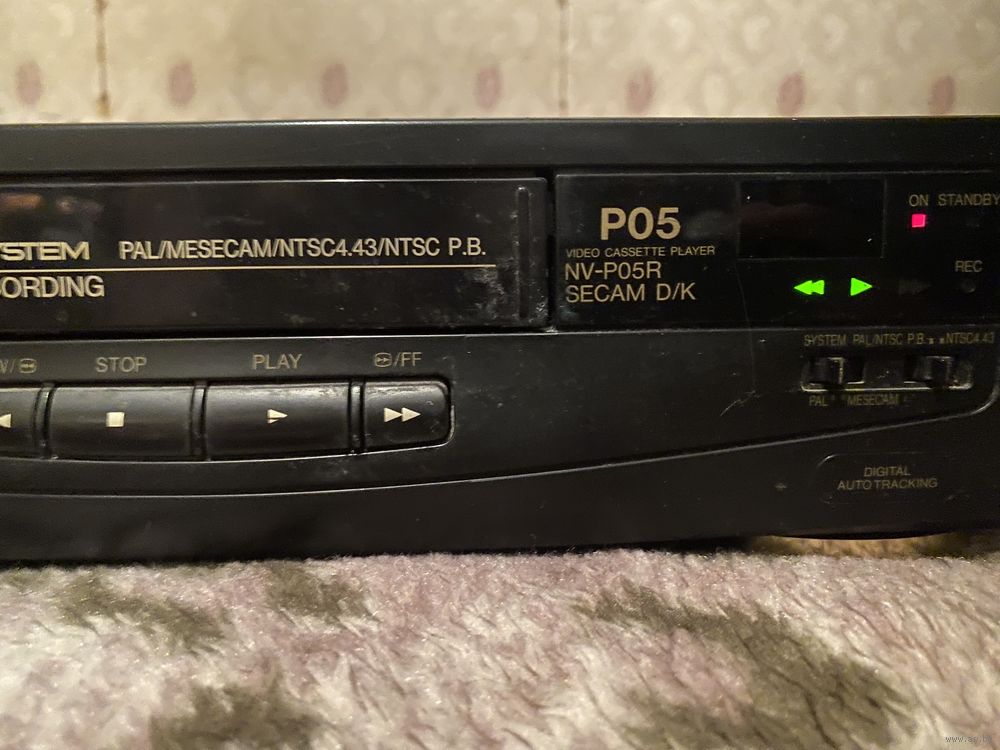 YSTEM PAL/MESECAM/NTSC4.43/NTSC P.B.
ORDING
P05
VIDEO CASSETTE PLAYER
NV-P05R
SECAM D/K
ON STANDBY
REC
STOP PLAY /FF
SYSTEM PAL/NTSC P.B. NTSC4.43
PAL MESECAM
DIGITAL
AUTO TRACKING